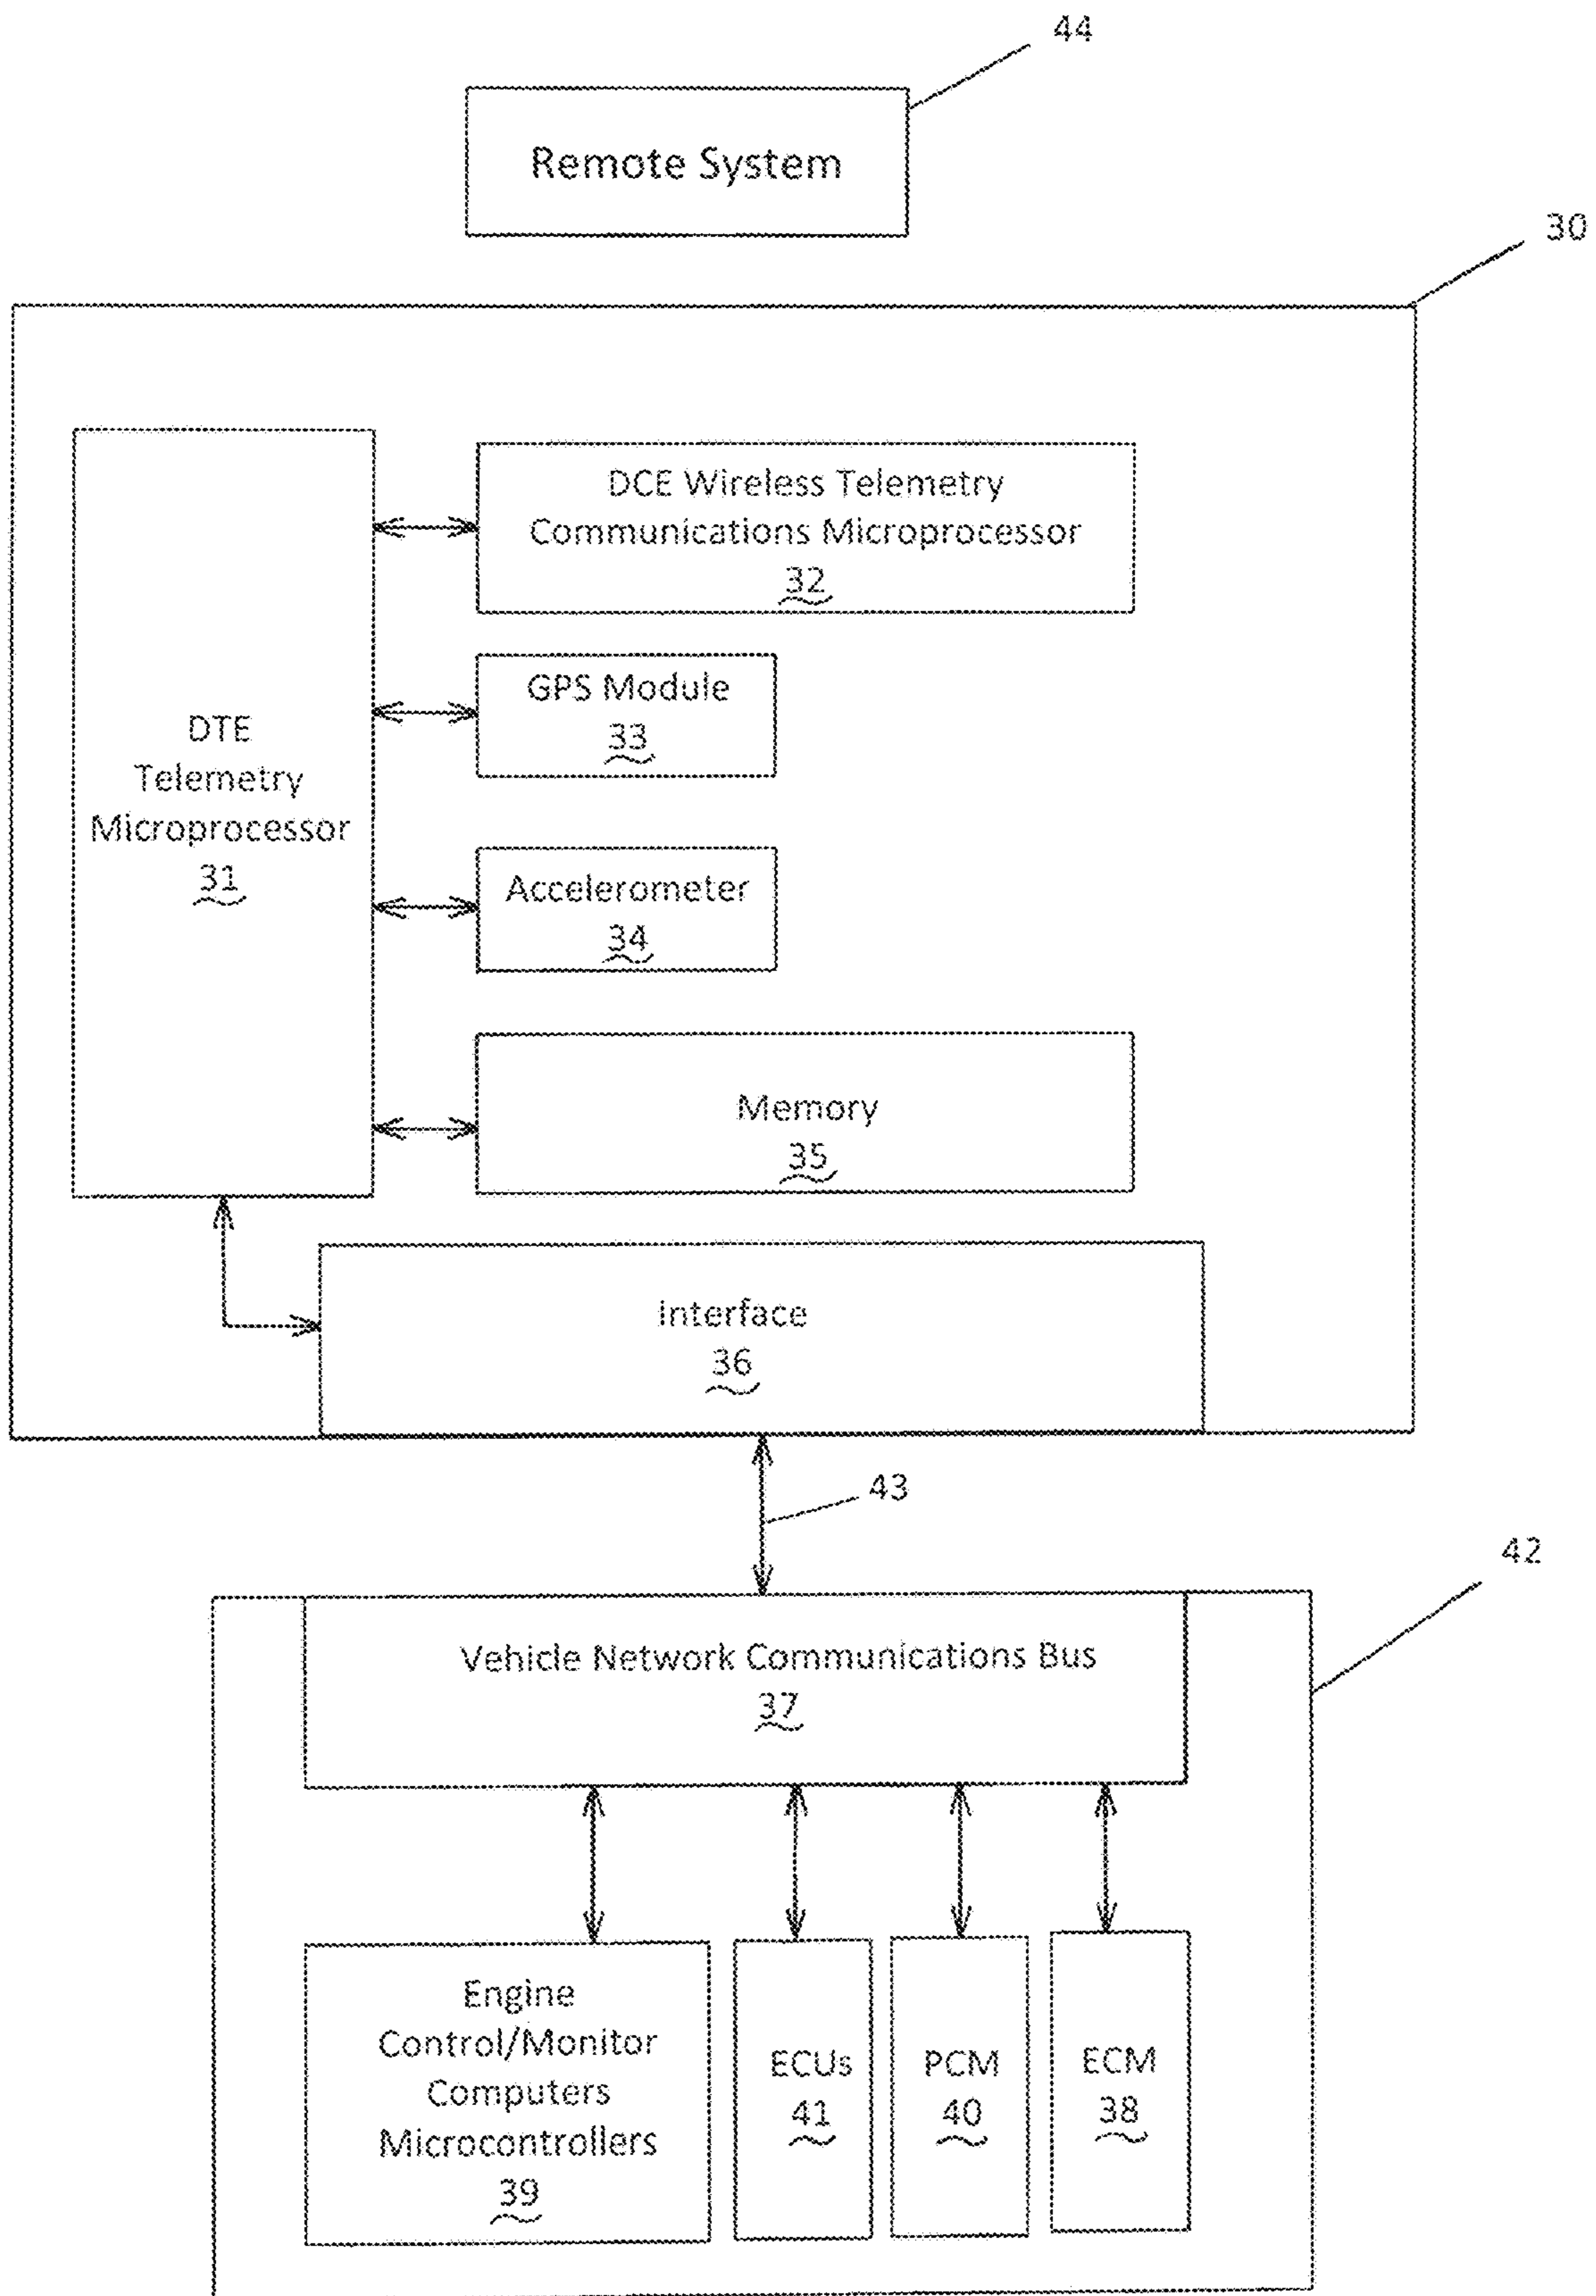 44
Remote System
30
DCE Wireless Telemetry
Communications Microprocessor
32
GPS Module
33
DTE
Telemetry
Microprocessor
31
Accelerometer
34
Memory
35
Interface
36
43
42
Vehicle Network Communications Bus
37
Engine
Control/Monitor
Computers
Microcontrollers
39
ECUs
41
PCM
40
ECM
38